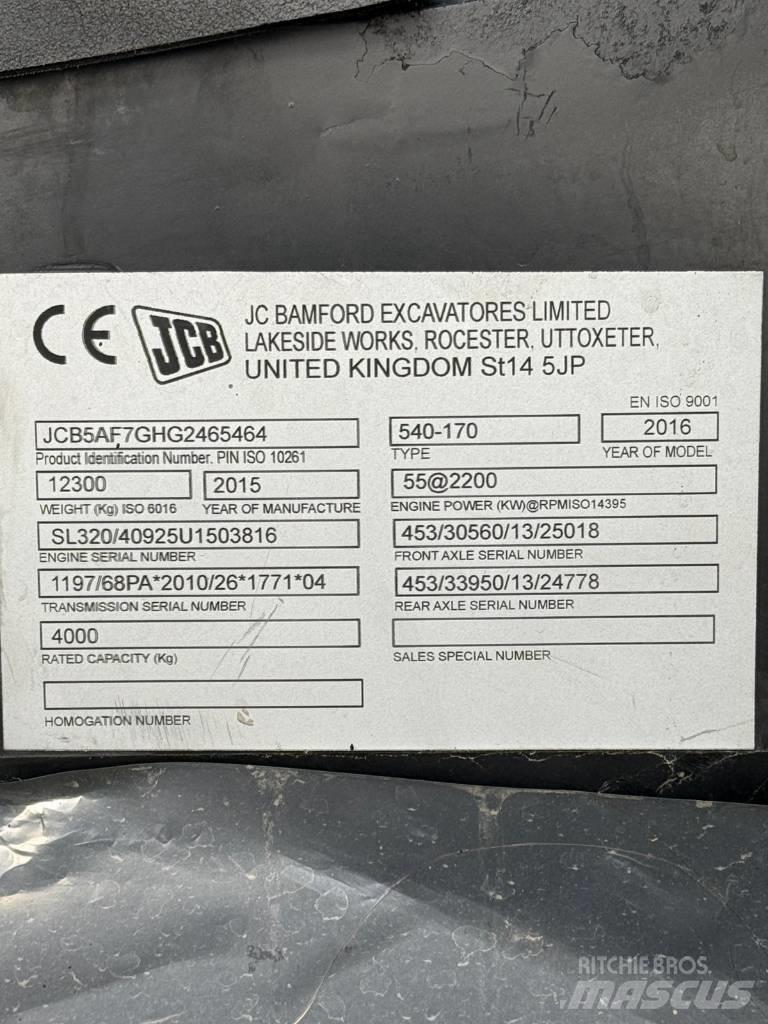 CE JCB JC BAMFORD EXCAVATORES LIMITED
LAKESIDE WORKS, ROCESTER, UTTOXETER,
UNITED KINGDOM St14 5JP
EN ISO 9001
JCB5AF7GHG2465464
Product Identification Number. PIN ISO 10261
540-170
TYPE
2016
YEAR OF MODEL
12300
WEIGHT (Kg) ISO 6016
2015
YEAR OF MANUFACTURE
55@2200
ENGINE POWER (KW)@RPMISO14395
SL320/40925U1503816
ENGINE SERIAL NUMBER
453/30560/13/25018
FRONT AXLE SERIAL NUMBER
1197/68PA*2010/26*1771*04
TRANSMISSION SERIAL NUMBER
453/33950/13/24778
REAR AXLE SERIAL NUMBER
4000
RATED CAPACITY (Kg)
SALES SPECIAL NUMBER
HOMOGATION NUMBER
RITCHIE BROS.
MASCUS